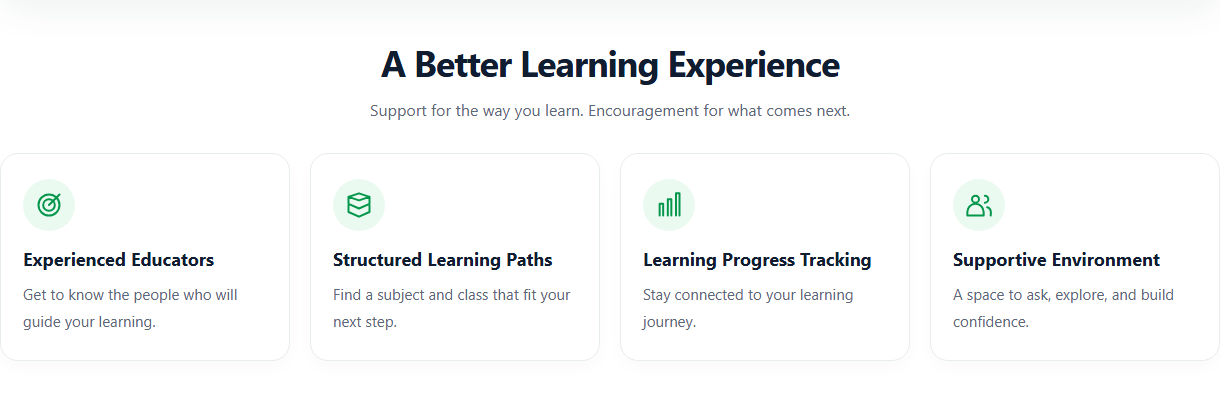 A Better Learning Experience
Support for the way you learn. Encouragement for what comes next.
Experienced Educators
Get to know the people who will
guide your learning.
Structured Learning Paths
Find a subject and class that fit your
next step.
Learning Progress Tracking
Stay connected to your learning
journey.
Supportive Environment
A space to ask, explore, and build
confidence.